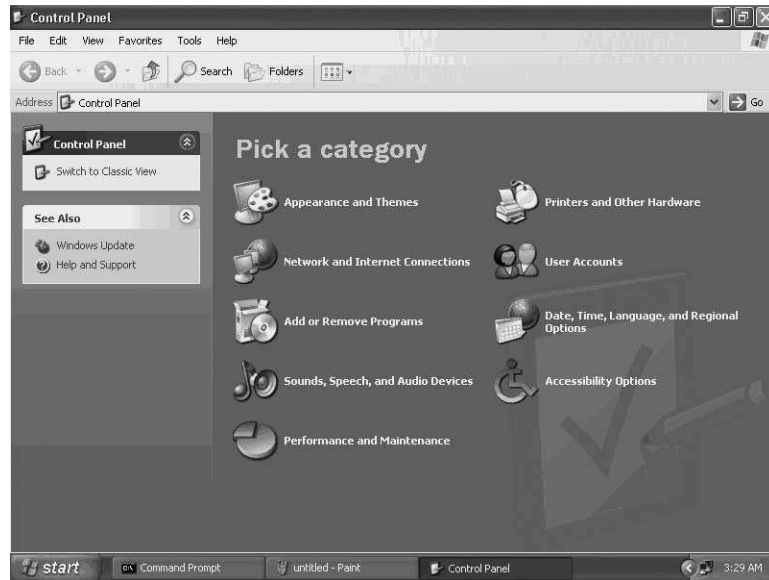 Control Panel
File Edit View Favorites Tools Help
Back Search Folders
Address Control Panel Go
Control Panel
Switch to Classic View
See Also
Windows Update
Help and Support
Pick a category
Appearance and Themes
Printers and Other Hardware
Network and Internet Connections
User Accounts
Add or Remove Programs
Date, Time, Language, and Regional
Options
Sounds, Speech, and Audio Devices
Accessibility Options
Performance and Maintenance
start Command Prompt untitled - Paint Control Panel 3:29 AM